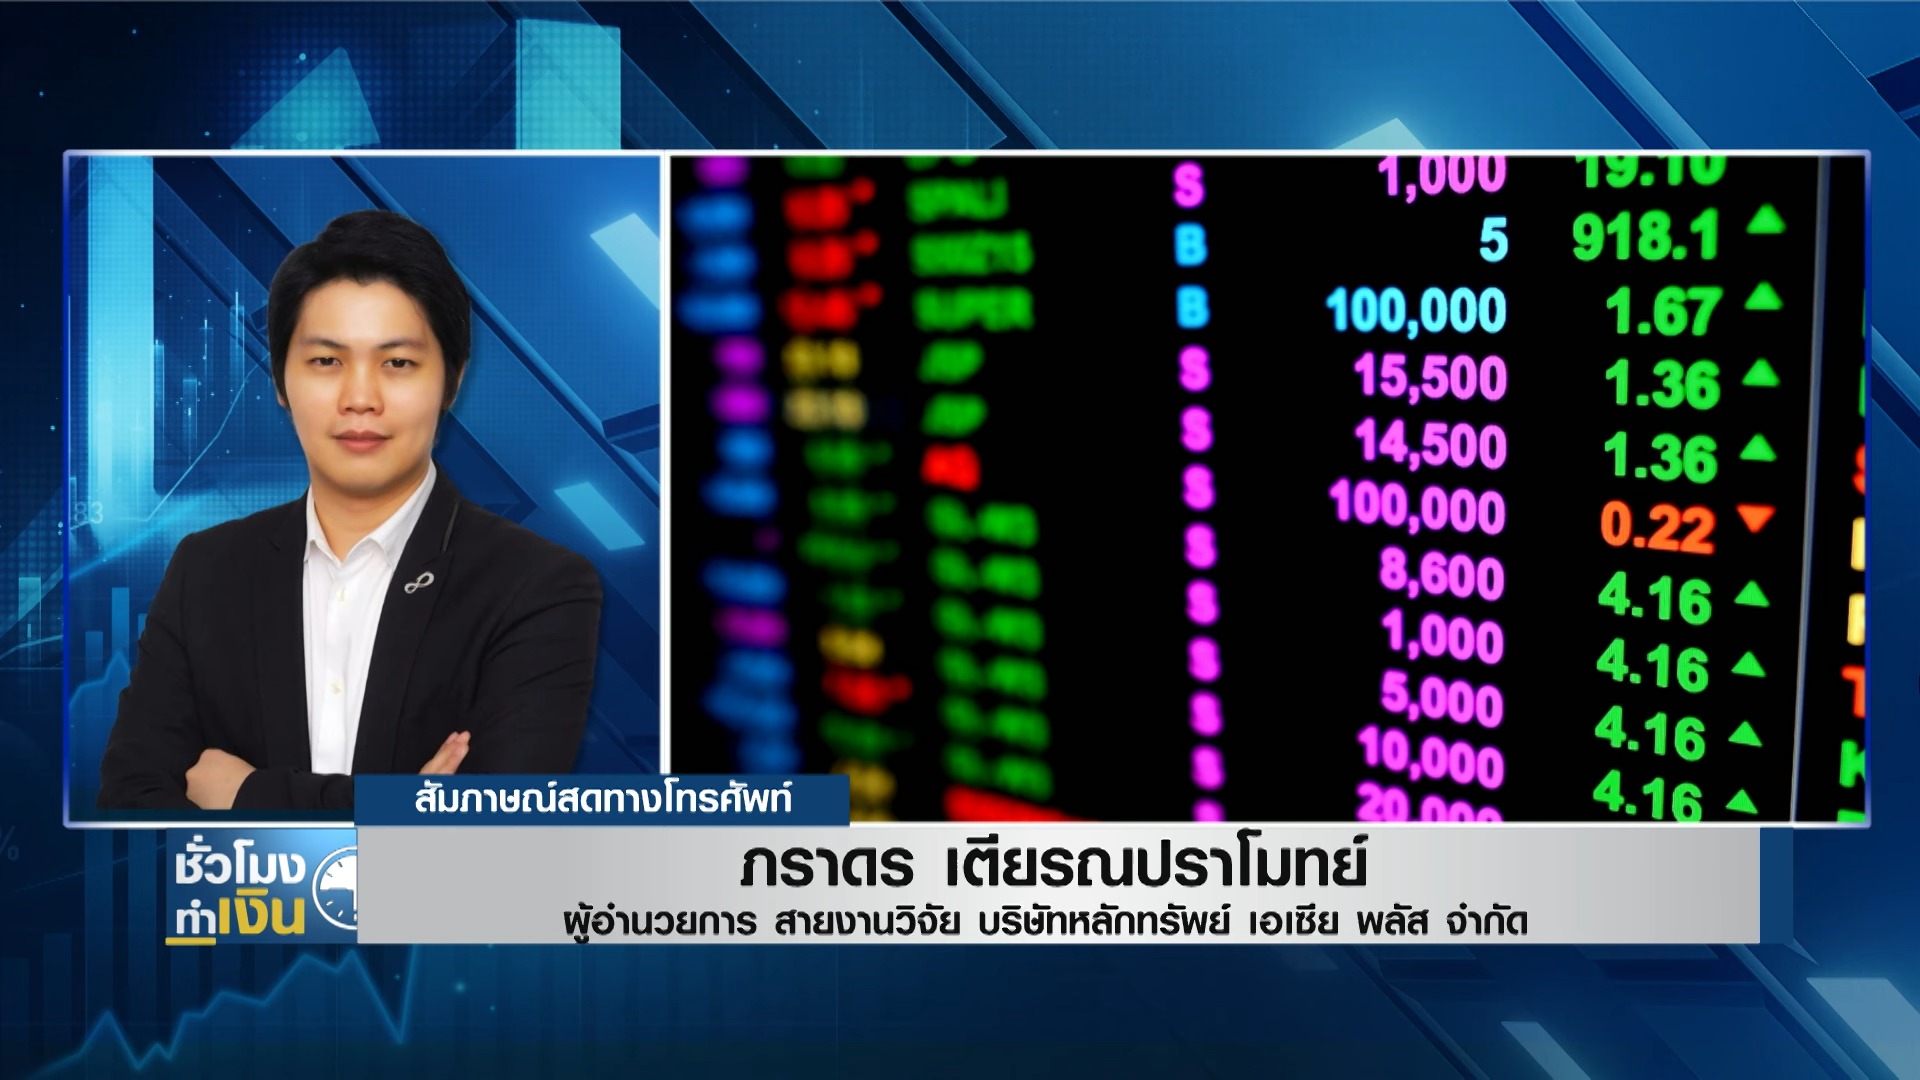 S 1,000 19.10
B 5 918.1
SUPER B 100,000 1.67
S 15,500 1.36
S 14,500 1.36
S 100,000 0.22
S 8,600 4.16
S 1,000 4.16
S 5,000 4.16
S 10,000 4.16
S 20,000
83
สัมภาษณ์สดทางโทรศัพท์
ชั่วโมง
ทำเงิน
ภราดร เตียรณปราโมทย์
ผู้อำนวยการ สายงานวิจัย บริษัทหลักทรัพย์ เอเซีย พลัส จำกัด